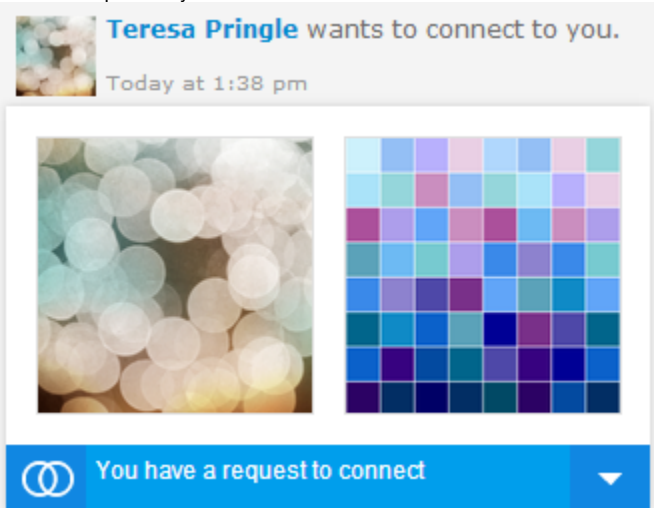 Teresa Pringle wants to connect to you.
Today at 1:38 pm
You have a request to connect